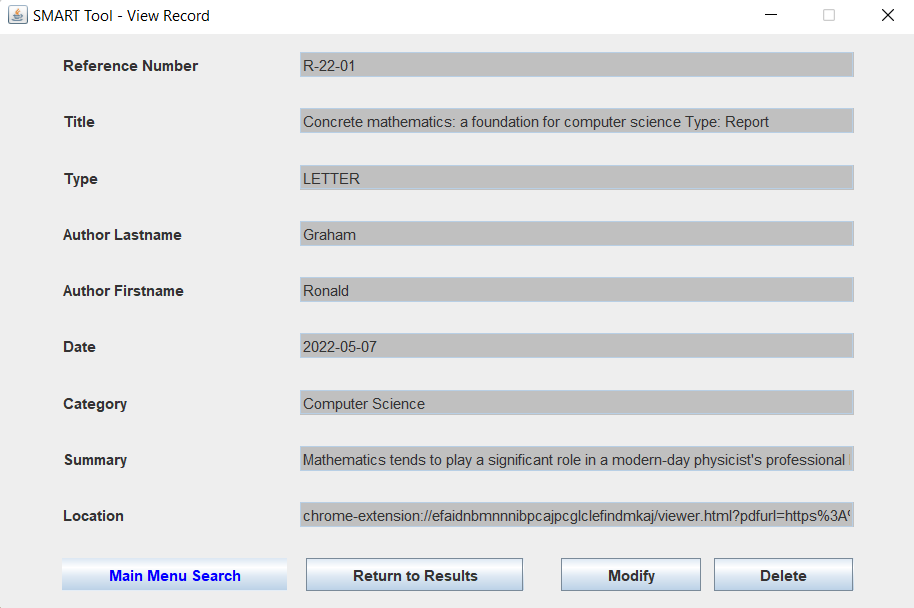 SMART Tool - View Record
Reference Number R-22-01
Title Concrete mathematics: a foundation for computer science Type: Report
Type LETTER
Author Lastname Graham
Author Firstname Ronald
Date 2022-05-07
Category Computer Science
Summary Mathematics tends to play a significant role in a modern-day physicist's professional
Location chrome-extension://efaidnbmnnnibpcajpcglclefindmkaj/viewer.html?pdfurl=https%3A%
Main Menu Search Return to Results Modify Delete